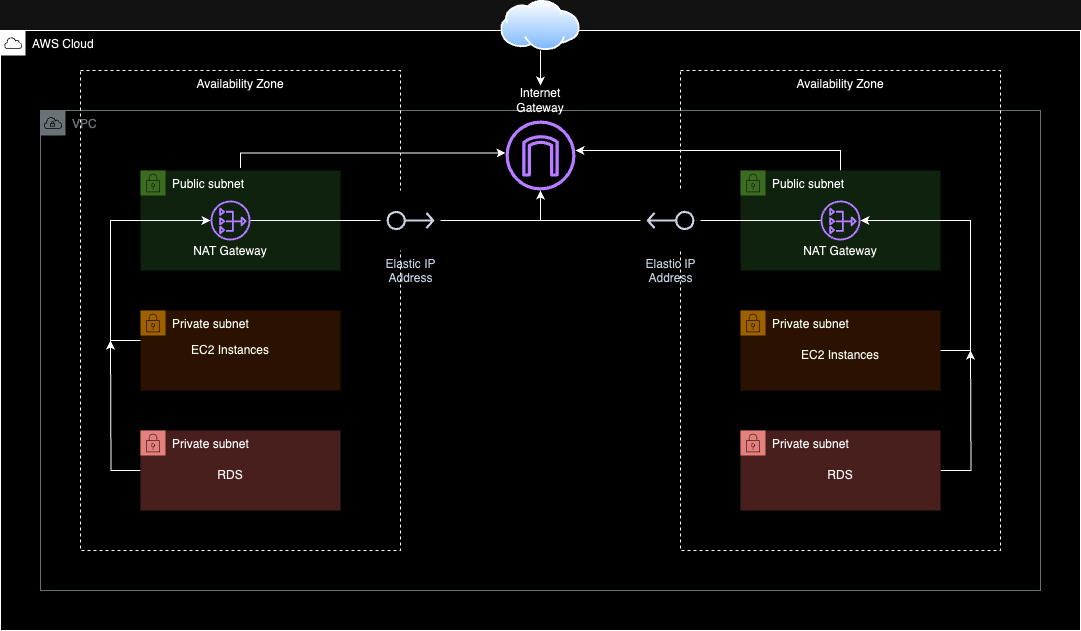 AWS Cloud
Availability Zone
Availability Zone
Internet
Gateway
VPC
Public subnet
NAT Gateway
Public subnet
NAT Gateway
Elastic IP
Address
Elastic IP
Address
Private subnet
EC2 Instances
Private subnet
EC2 Instances
Private subnet
RDS
Private subnet
RDS